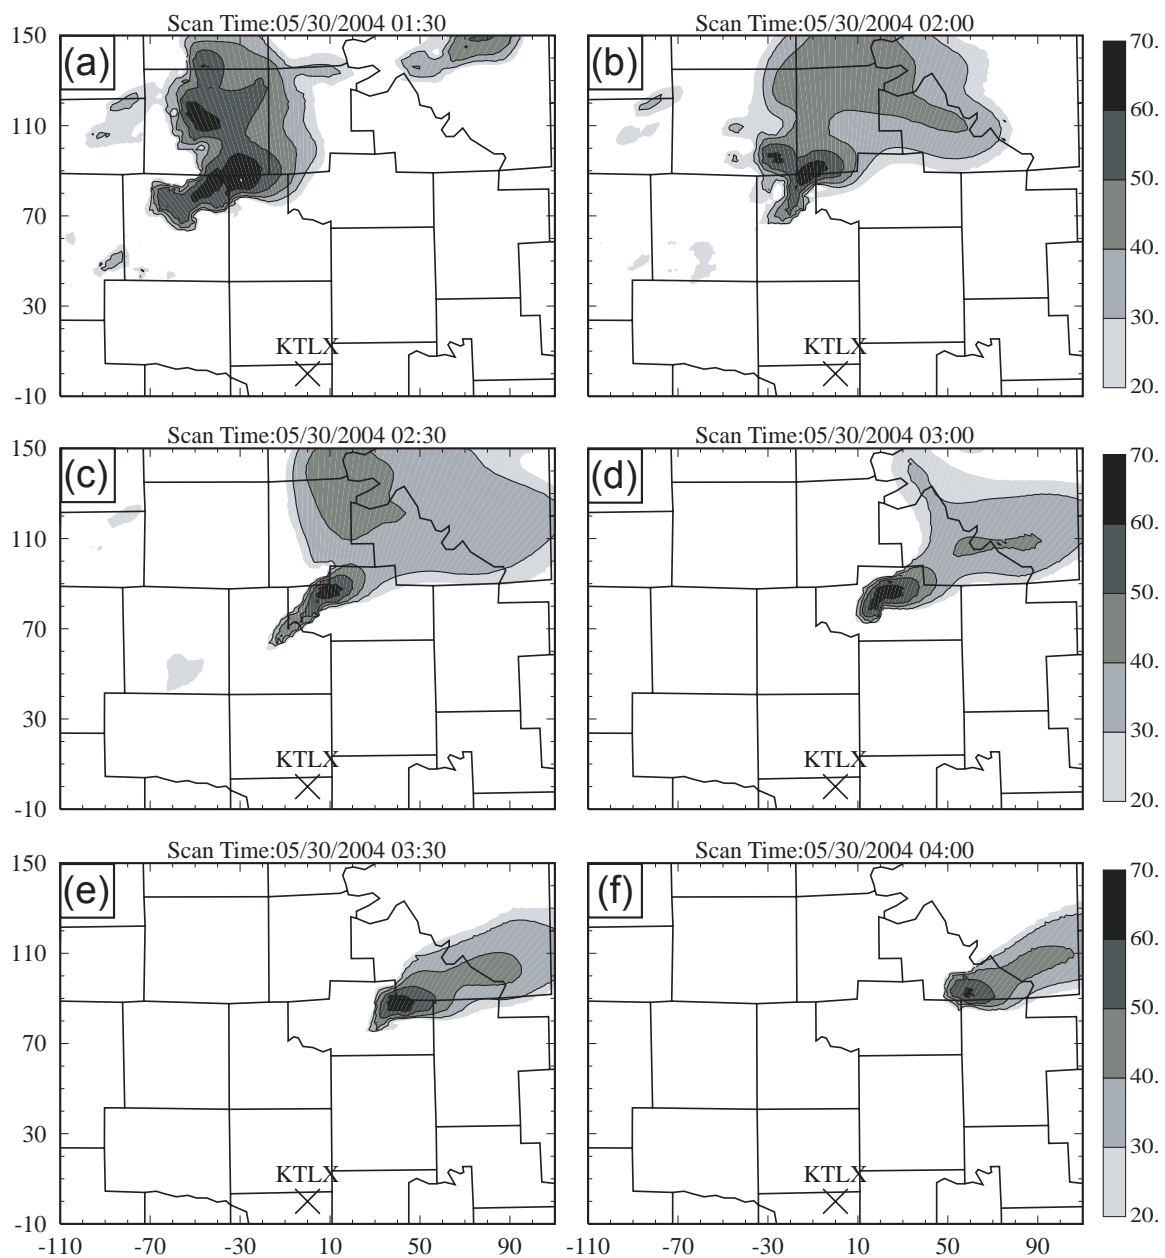 Scan Time:05/30/2004 01:30
Scan Time:05/30/2004 02:00
150
(a)
(b)
70.
110
60.
50.
70
40.
30
KTLX
KTLX
30.
-10
20.
Scan Time:05/30/2004 02:30
Scan Time:05/30/2004 03:00
150
(c)
(d)
70.
110
60.
50.
70
40.
30
KTLX
KTLX
30.
-10
20.
Scan Time:05/30/2004 03:30
Scan Time:05/30/2004 04:00
150
(e)
(f)
70.
110
60.
50.
70
40.
30
KTLX
KTLX
30.
-10
20.
-110 -70 -30 10 50 90 -110 -70 -30 10 50 90